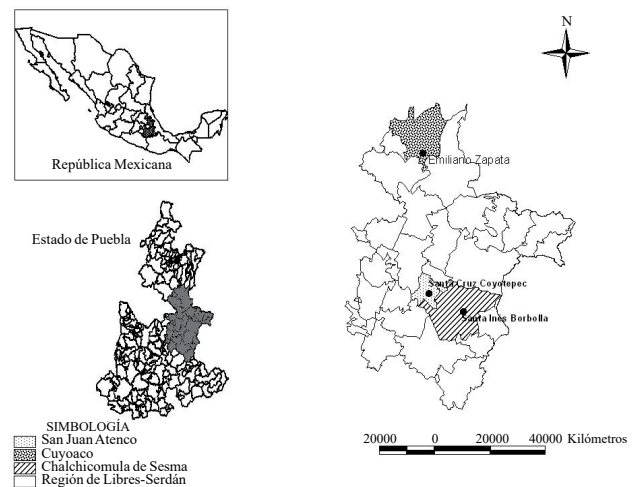 República Mexicana
Estado de Puebla
N
Emiliano Zapata
Santa Cruz Coyotepec
Santa Inés Borbolla
SIMBOLOGÍA
San Juan Atenco
Cuyoaco
Chalchicomula de Sesma
Región de Libres-Serdán
20000 0 20000 40000 Kilómetros